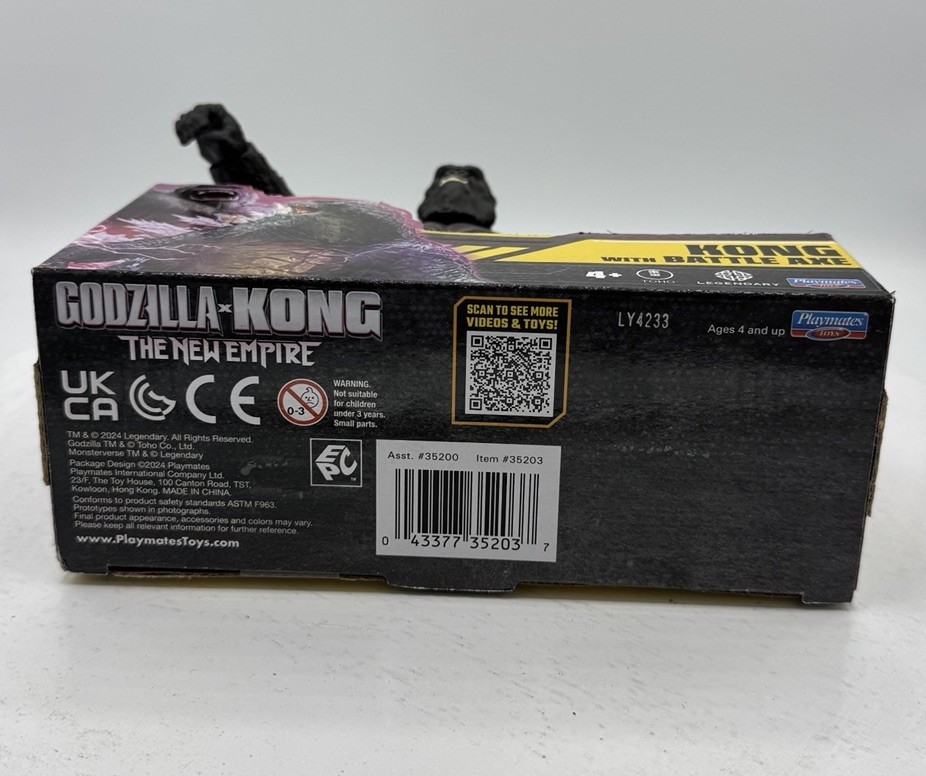 KONG
WITH BATTLE AXE
4+
TOHO
LEGENDARY
Playmates
GODZILLA x KONG
THE NEW EMPIRE
SCAN TO SEE MORE
VIDEOS & TOYS!
LY4233
Ages 4 and up
Playmates
TOYS
UK
CA
CE
0-3
WARNING.
Not suitable
for children
under 3 years.
Small parts.
TM & © 2024 Legendary. All Rights Reserved.
Godzilla TM & © Toho Co., Ltd.
Monsterverse TM & © Legendary
Package Design ©2024 Playmates
Playmates International Company Ltd.
23/F, The Toy House, 100 Canton Road, TST,
Kowloon, Hong Kong. MADE IN CHINA.
Conforms to product safety standards ASTM F963.
Prototypes shown in photographs.
Final product appearance, accessories and colors may vary.
Please keep all relevant information for further reference.
www.PlaymatesToys.com
EPC
TM
Asst. #35200 Item #35203
0 43377 35203 7